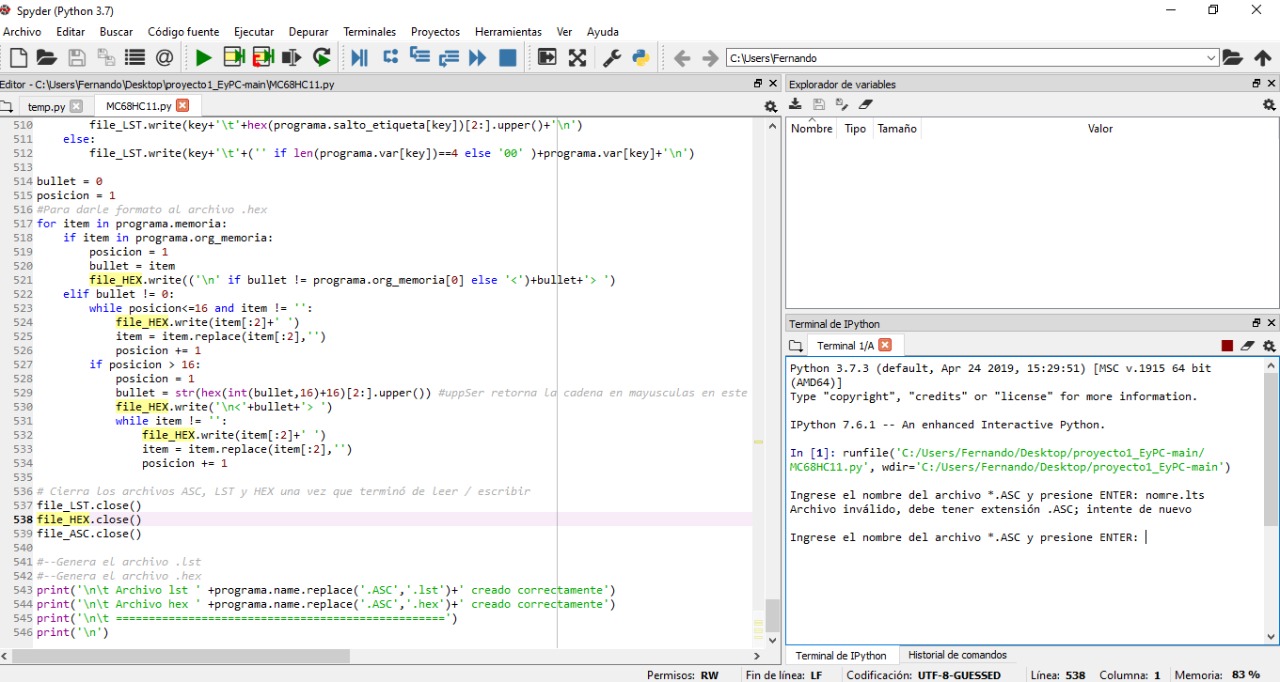 Spyder (Python 3.7)
Archivo Editar Buscar Código fuente Ejecutar Depurar Terminales Proyectos Herramientas Ver Ayuda
C:\Users\Fernando
Editor - C:\Users\Fernando\Desktop\proyecto1_EyPC-main\MC68HC11.py
temp.py MC68HC11.py
510         file_LST.write(key+'\t'+hex(programa.salto_etiqueta[key])[2:].upper()+'\n')
511     else:
512         file_LST.write(key+'\t'+('' if len(programa.var[key])==4 else '00' )+programa.var[key]+'\n')
513
514 bullet = 0
515 posicion = 1
516 #Para darle formato al archivo .hex
517 for item in programa.memoria:
518     if item in programa.org_memoria:
519         posicion = 1
520         bullet = item
521         file_HEX.write(('\n' if bullet != programa.org_memoria[0] else '<')+bullet+'> ')
522     elif bullet != 0:
523         while posicion<=16 and item != '':
524             file_HEX.write(item[:2]+' ')
525             item = item.replace(item[:2],'')
526             posicion += 1
527         if posicion > 16:
528             posicion = 1
529             bullet = str(hex(int(bullet,16)+16)[2:].upper()) #uppSer retorna la cadena en mayusculas en este
530             file_HEX.write('\n<'+bullet+'> ')
531             while item != '':
532                 file_HEX.write(item[:2]+' ')
533                 item = item.replace(item[:2],'')
534                 posicion += 1
535
536 # Cierra los archivos ASC, LST y HEX una vez que terminó de leer / escribir
537 file_LST.close()
538 file_HEX.close()
539 file_ASC.close()
540
541 #--Genera el archivo .lst
542 #--Genera el archivo .hex
543 print('\n\t Archivo lst ' +programa.name.replace('.ASC','.lst')+' creado correctamente')
544 print('\n\t Archivo hex ' +programa.name.replace('.ASC','.hex')+' creado correctamente')
545 print('\n\t ==================================================')
546 print('\n')
Explorador de variables
Nombre Tipo Tamaño Valor
Terminal de IPython
Terminal 1/A
Python 3.7.3 (default, Apr 24 2019, 15:29:51) [MSC v.1915 64 bit
(AMD64)]
Type "copyright", "credits" or "license" for more information.
IPython 7.6.1 -- An enhanced Interactive Python.
In [1]: runfile('C:/Users/Fernando/Desktop/proyecto1_EyPC-main/
MC68HC11.py', wdir='C:/Users/Fernando/Desktop/proyecto1_EyPC-main')
Ingrese el nombre del archivo *.ASC y presione ENTER: nomre.lts
Archivo inválido, debe tener extensión .ASC; intente de nuevo
Ingrese el nombre del archivo *.ASC y presione ENTER:
Terminal de IPython Historial de comandos
Permisos: RW Fin de línea: LF Codificación: UTF-8-GUESSED Línea: 538 Columna: 1 Memoria: 83 %